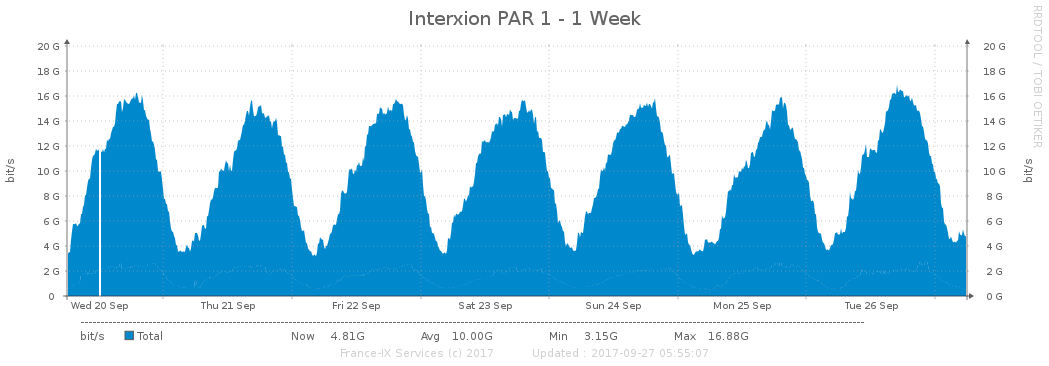 Interxion PAR 1 - 1 Week
RRDTOOL / TOBI OETIKER
20 G 20 G
18 G 18 G
16 G 16 G
14 G 14 G
12 G 12 G
10 G 10 G
8 G 8 G
6 G 6 G
4 G 4 G
2 G 2 G
0 0 G
bit/s bit/s
Wed 20 Sep Thu 21 Sep Fri 22 Sep Sat 23 Sep Sun 24 Sep Mon 25 Sep Tue 26 Sep
bit/s Total Now 4.81G Avg 10.00G Min 3.15G Max 16.88G
France-IX Services (c) 2017 Updated : 2017-09-27 05:55:07